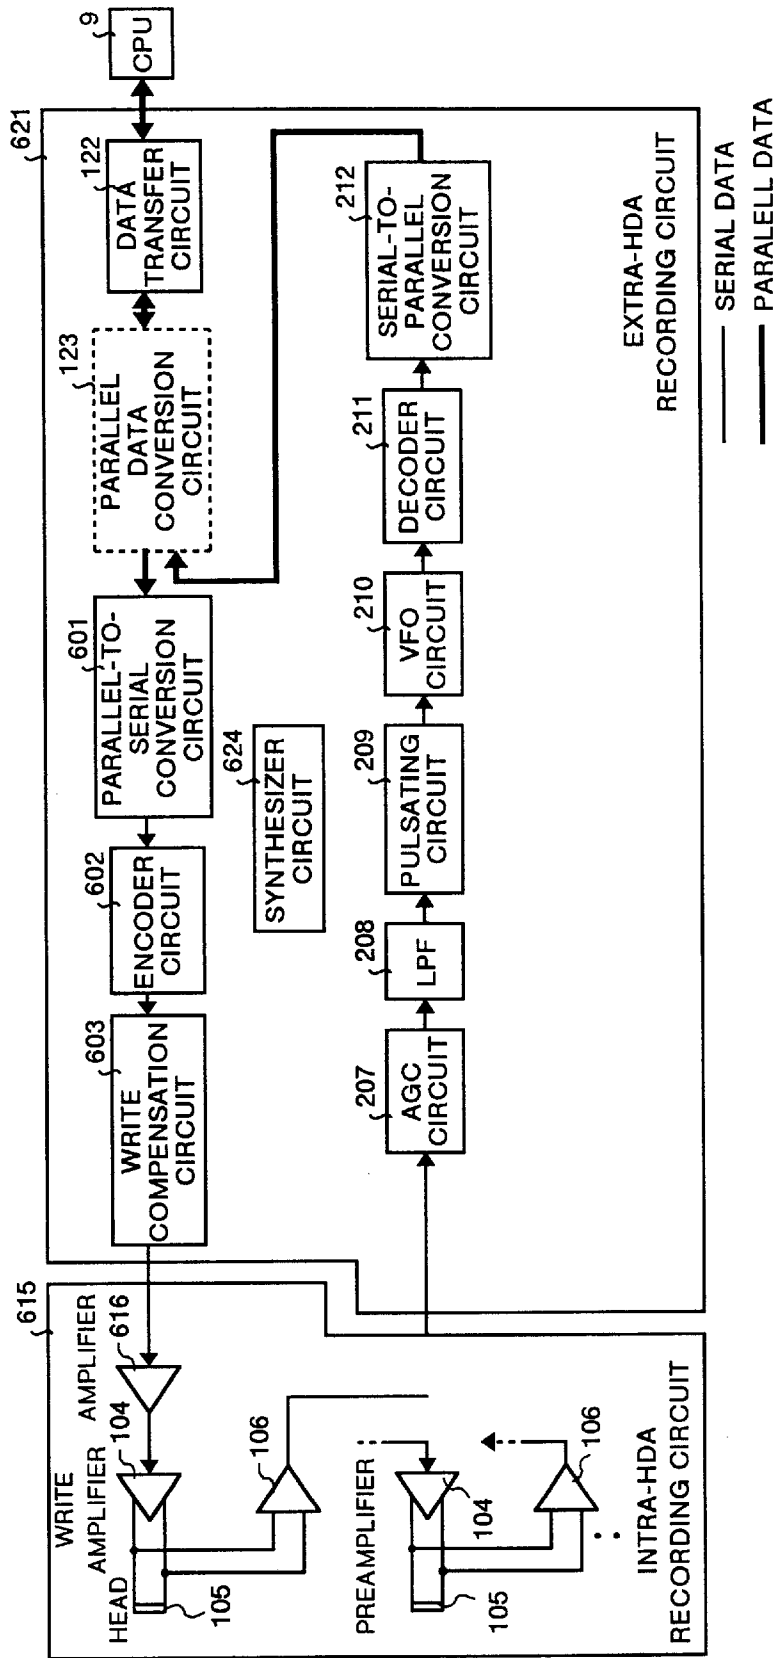 9
CPU
621
122
DATA
TRANSFER
CIRCUIT
123
PARALLEL
DATA
CONVERSION
CIRCUIT
601
PARALLEL-TO-
SERIAL
CONVERSION
CIRCUIT
602
ENCODER
CIRCUIT
603
WRITE
COMPENSATION
CIRCUIT
624
SYNTHESIZER
CIRCUIT
207
AGC
CIRCUIT
208
LPF
209
PULSATING
CIRCUIT
210
VFO
CIRCUIT
211
DECODER
CIRCUIT
212
SERIAL-TO-
PARALLEL
CONVERSION
CIRCUIT
EXTRA-HDA
RECORDING CIRCUIT
SERIAL DATA
PARALELL DATA
615
AMPLIFIER
616
104
WRITE
AMPLIFIER
HEAD
105
106
PREAMPLIFIER
104
105
106
INTRA-HDA
RECORDING CIRCUIT